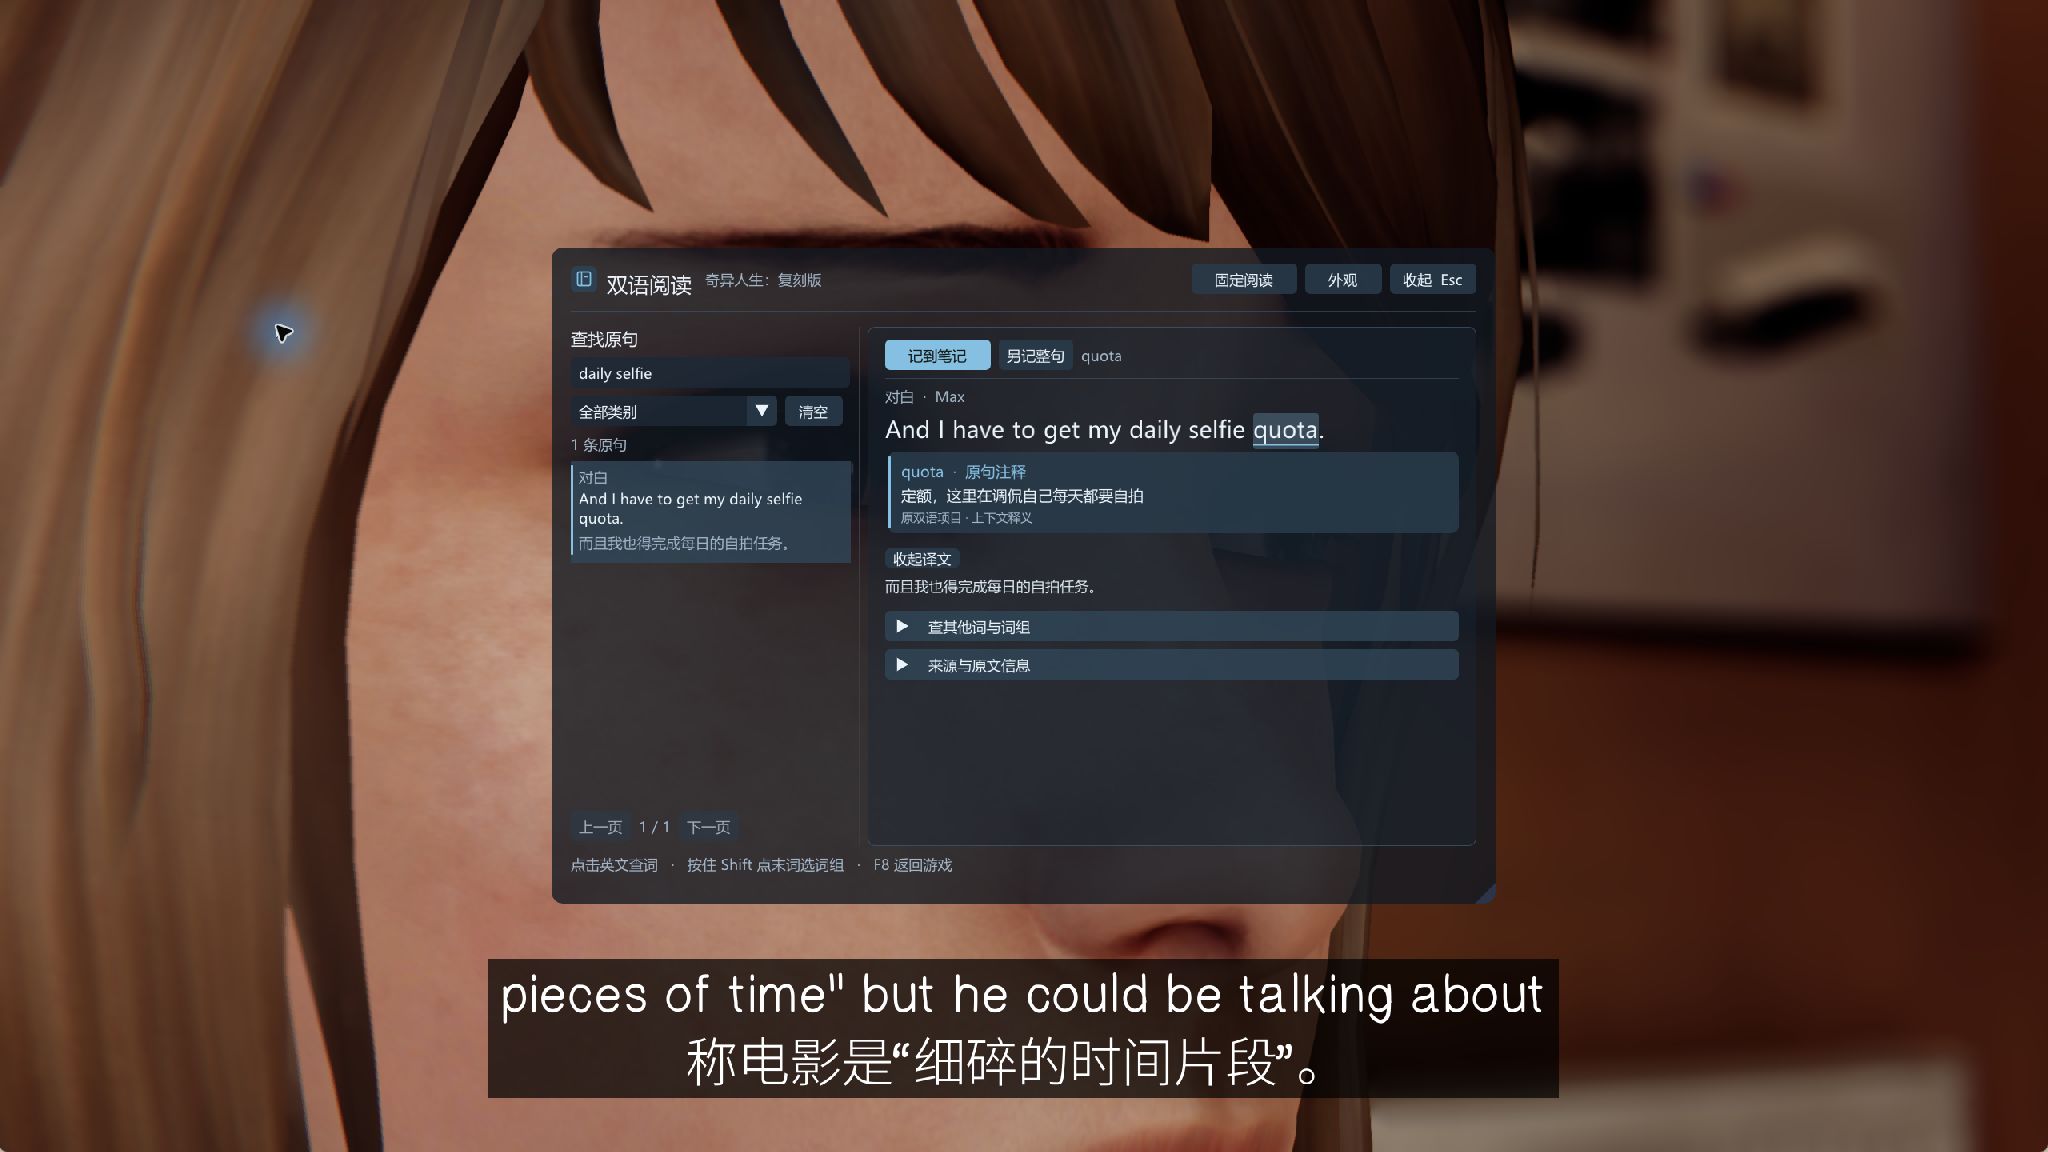 双语阅读 奇异人生：复刻版 固定阅读 外观 收起 Esc
查找原句
daily selfie
全部类别 清空
1 条原句
对白
And I have to get my daily selfie
quota.
而且我也得完成每日的自拍任务。
上一页 1 / 1 下一页
记到笔记 另记整句 quota
对白 · Max
And I have to get my daily selfie quota.
quota · 原句注释
定额，这里在调侃自己每天都要自拍
原双语项目 · 上下文释义
收起译文
而且我也得完成每日的自拍任务。
查其他词与词组
来源与原文信息
点击英文查词 · 按住 Shift 点末词选词组 · F8 返回游戏
pieces of time" but he could be talking about
称电影是“细碎的时间片段”。